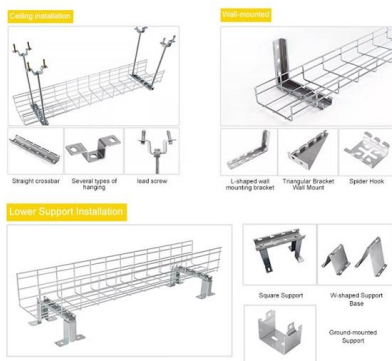 Ceiling installation
Wall-mounted
Straight crossbar
Several types of
hanging
lead screw
L-shaped wall
mounting bracket
Triangular Bracket
Wall Mount
Spider Hook
Lower Support Installation
Square Support
W-shaped Support
Base
Ground-mounted
Support